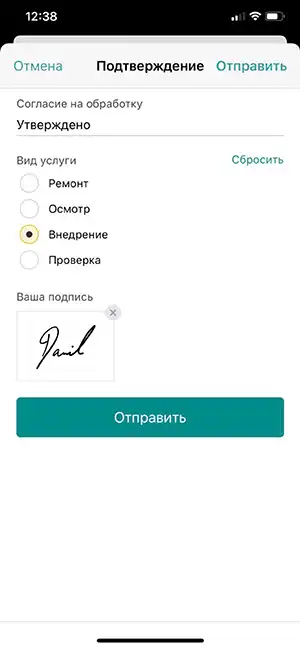 12:38
Отмена Подтверждение Отправить
Согласие на обработку
Утверждено
Вид услуги Сбросить
Ремонт
Осмотр
Внедрение
Проверка
Ваша подпись
Danil
Отправить